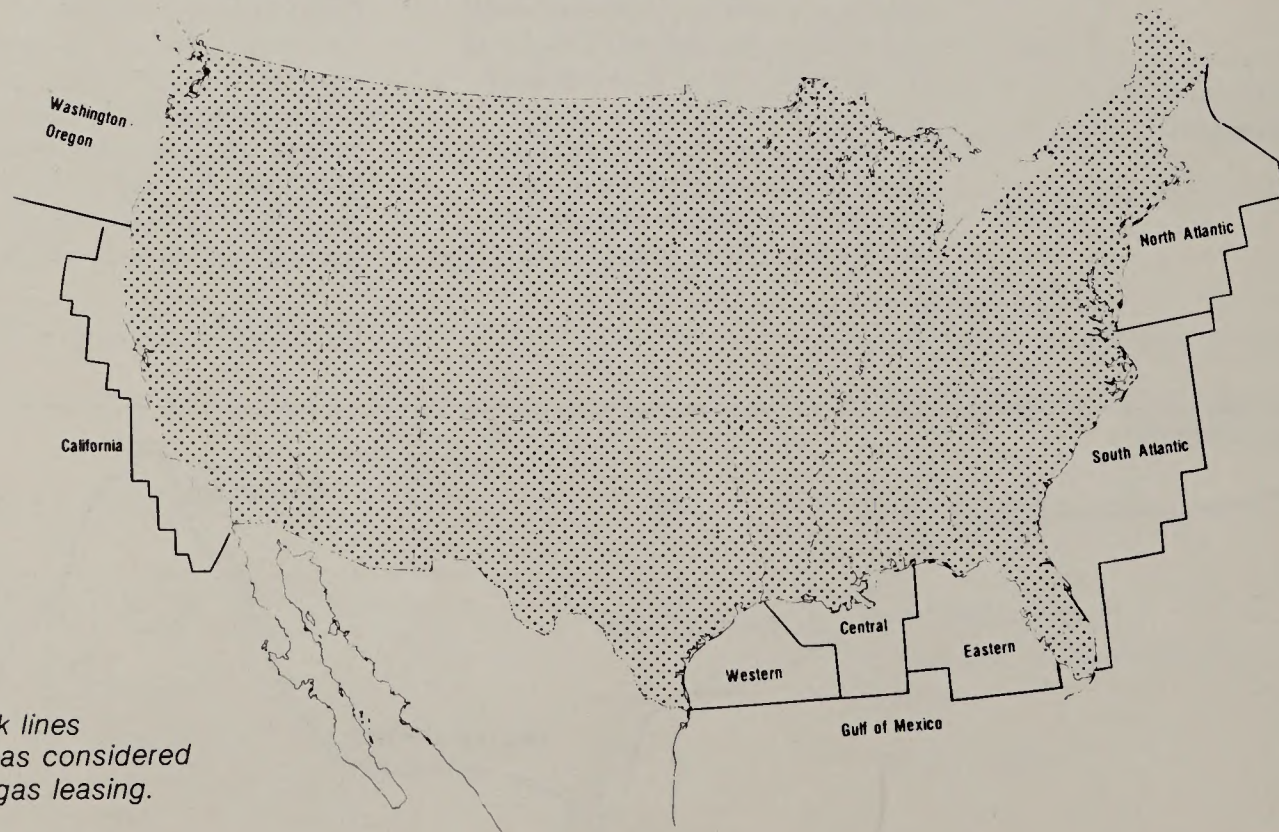 Washington
Oregon
North Atlantic
California
South Atlantic
Central
Eastern
Western
Gulf of Mexico
lines
as considered
gas leasing.